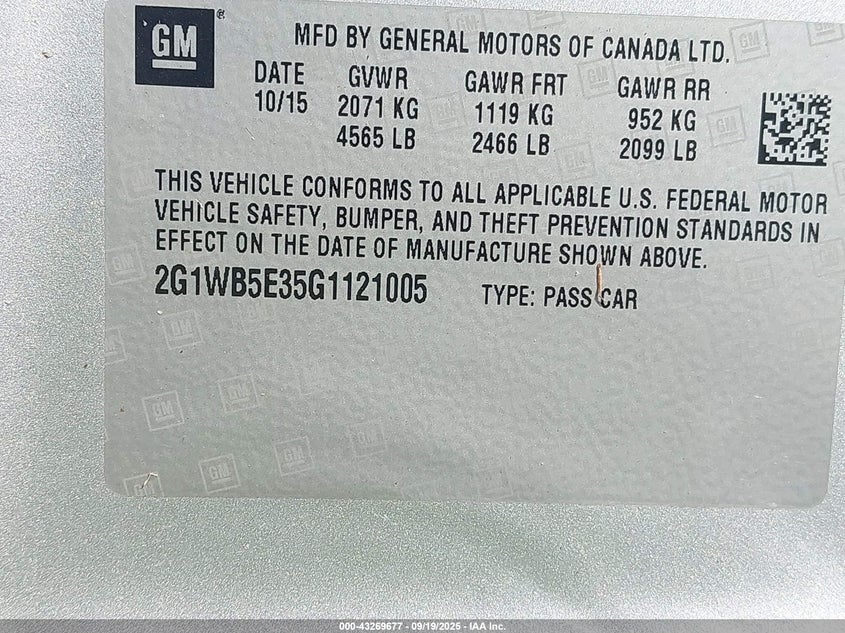 GM
MFD BY GENERAL MOTORS OF CANADA LTD.
DATE GVWR GAWR FRT GAWR RR
10/15 2071 KG 1119 KG 952 KG
4565 LB 2466 LB 2099 LB
THIS VEHICLE CONFORMS TO ALL APPLICABLE U.S. FEDERAL MOTOR
VEHICLE SAFETY, BUMPER, AND THEFT PREVENTION STANDARDS IN
EFFECT ON THE DATE OF MANUFACTURE SHOWN ABOVE.
2G1WB5E35G1121005 TYPE: PASS CAR
000-43269677 - 09/19/2025 - IAA Inc.